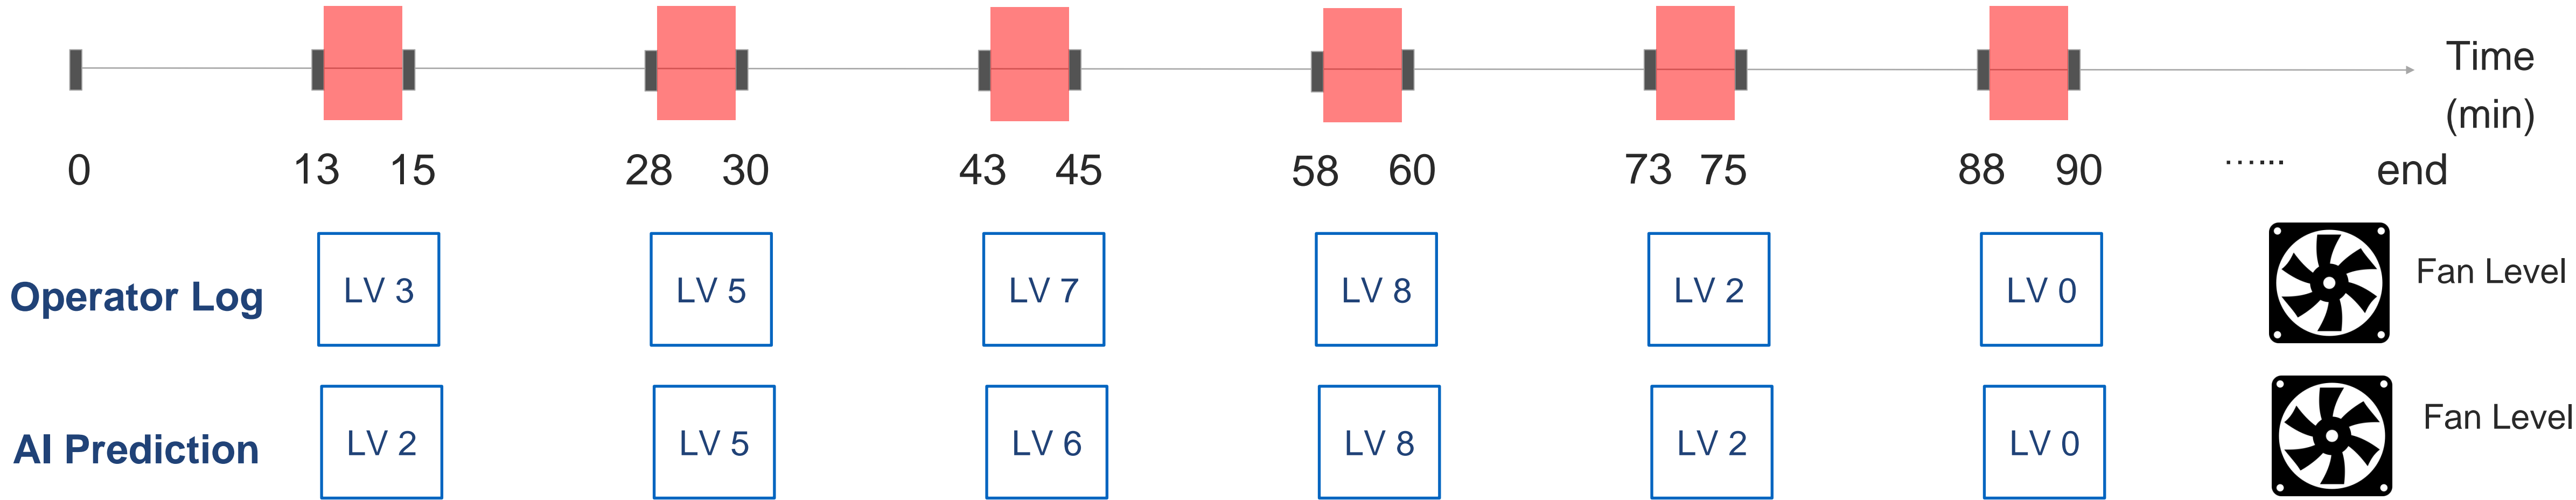 Time
(min)
0 13 15 28 30 43 45 58 60 73 75 88 90 ...... end
Operator Log LV 3 LV 5 LV 7 LV 8 LV 2 LV 0 Fan Level
AI Prediction LV 2 LV 5 LV 6 LV 8 LV 2 LV 0 Fan Level